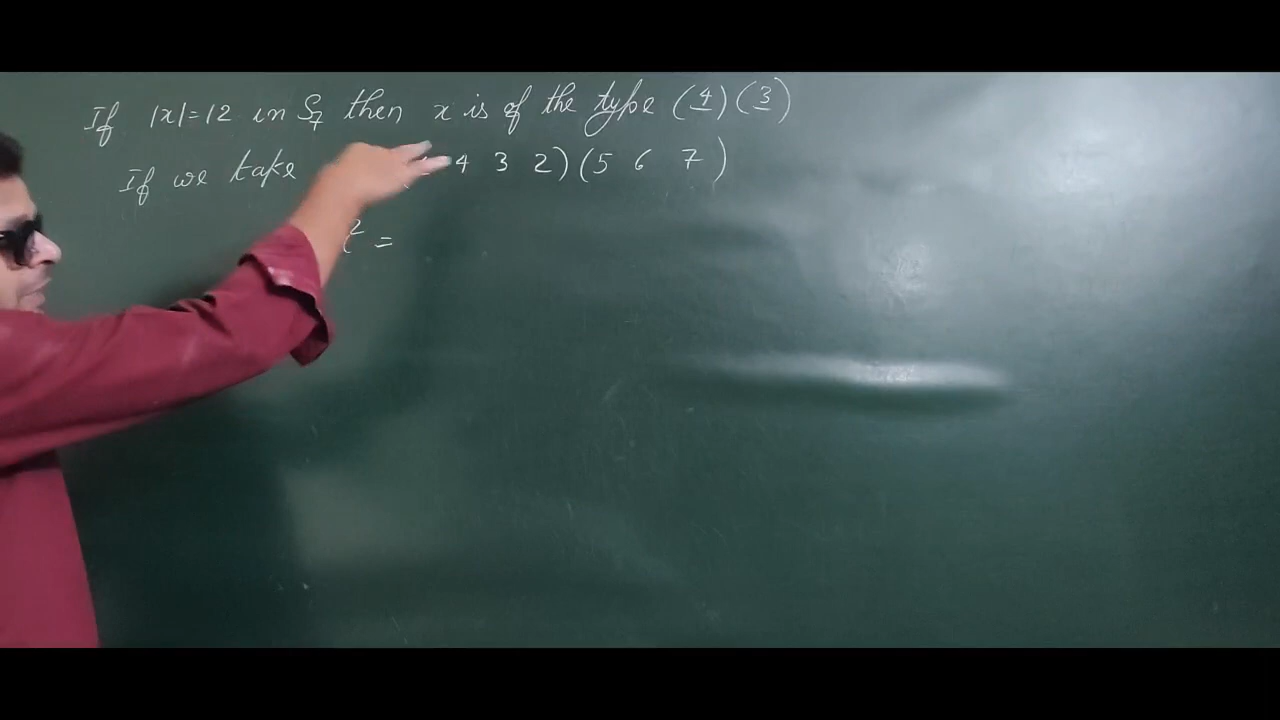 If |x|=12 in S₇ then x is of the type (4)(3)
If we take 4 3 2)(5 6 7)
² =